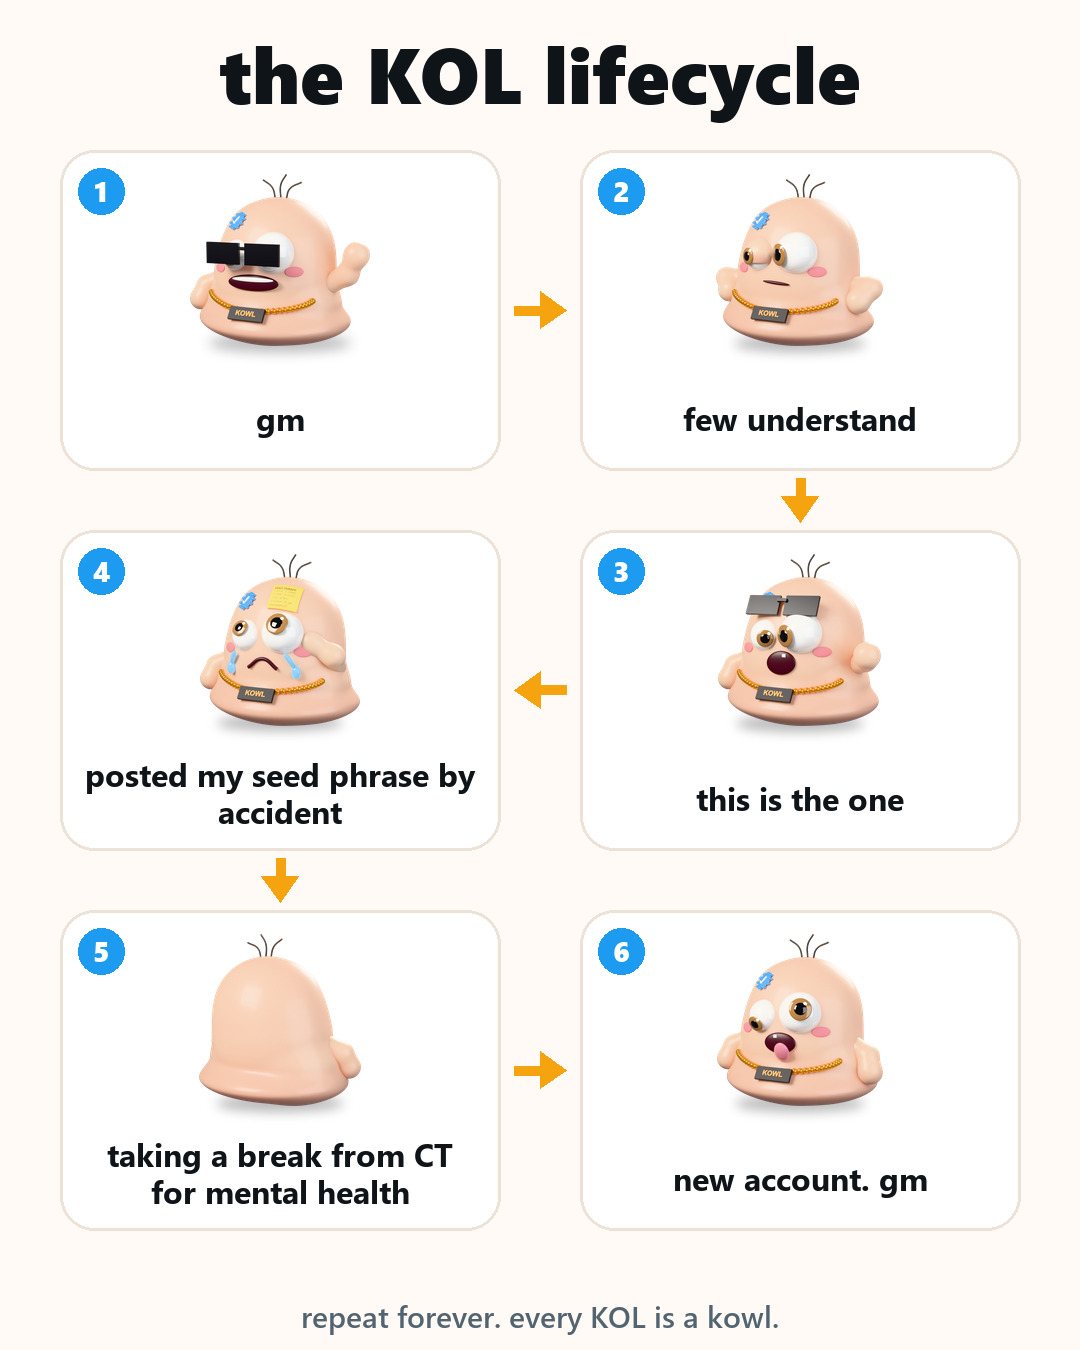 the KOL lifecycle
1
KOWL
gm
2
KOWL
few understand
3
KOWL
this is the one
4
KOWL
posted my seed phrase by
accident
5
taking a break from CT
for mental health
6
KOWL
new account. gm
repeat forever. every KOL is a kowl.